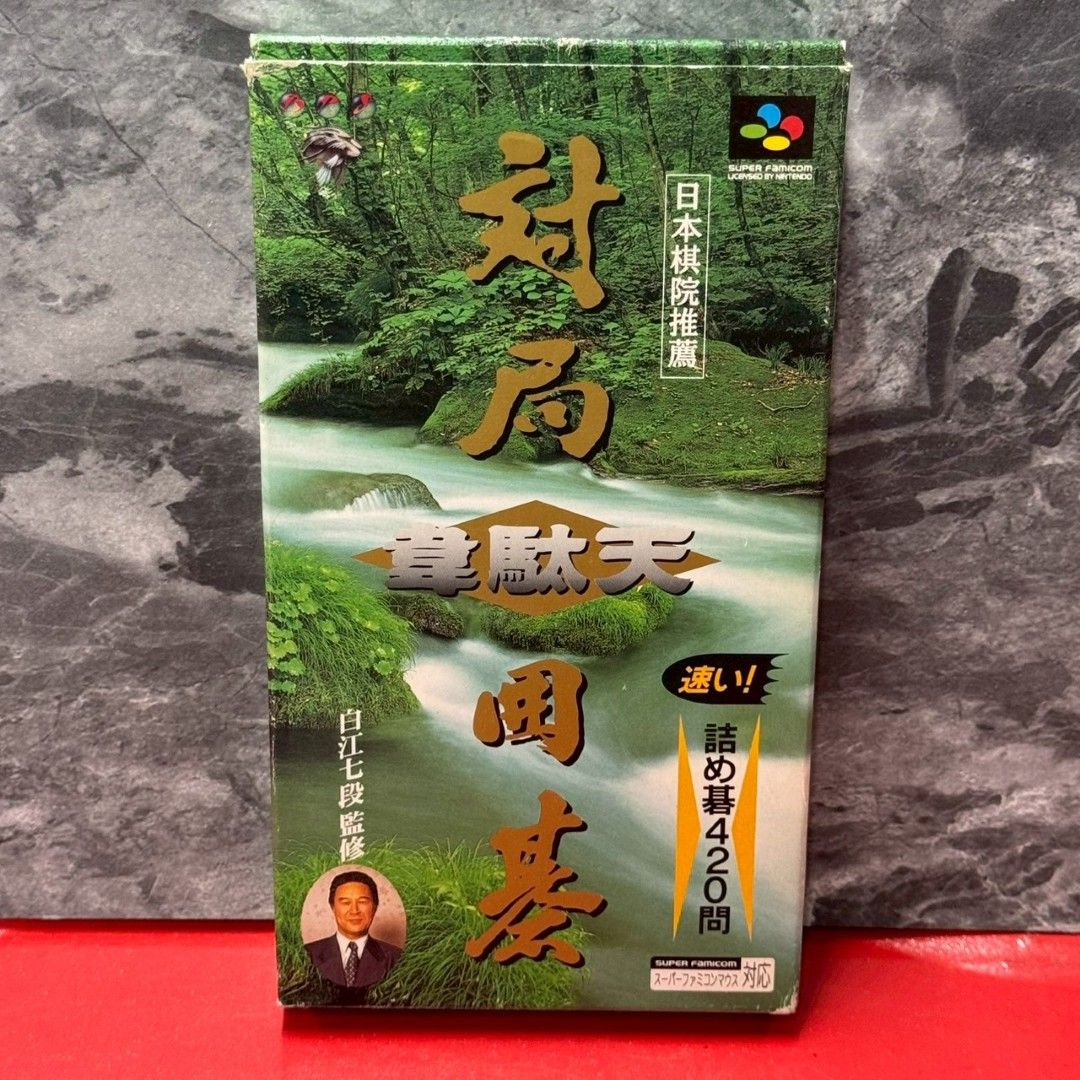 SUPER FAMICOM
LICENSED BY NINTENDO
日本棋院推薦
対局
韋駄天
囲碁
速い!
詰め碁420問
白江七段 監修
SUPER FAMICOM
スーパーファミコンマウス 対応